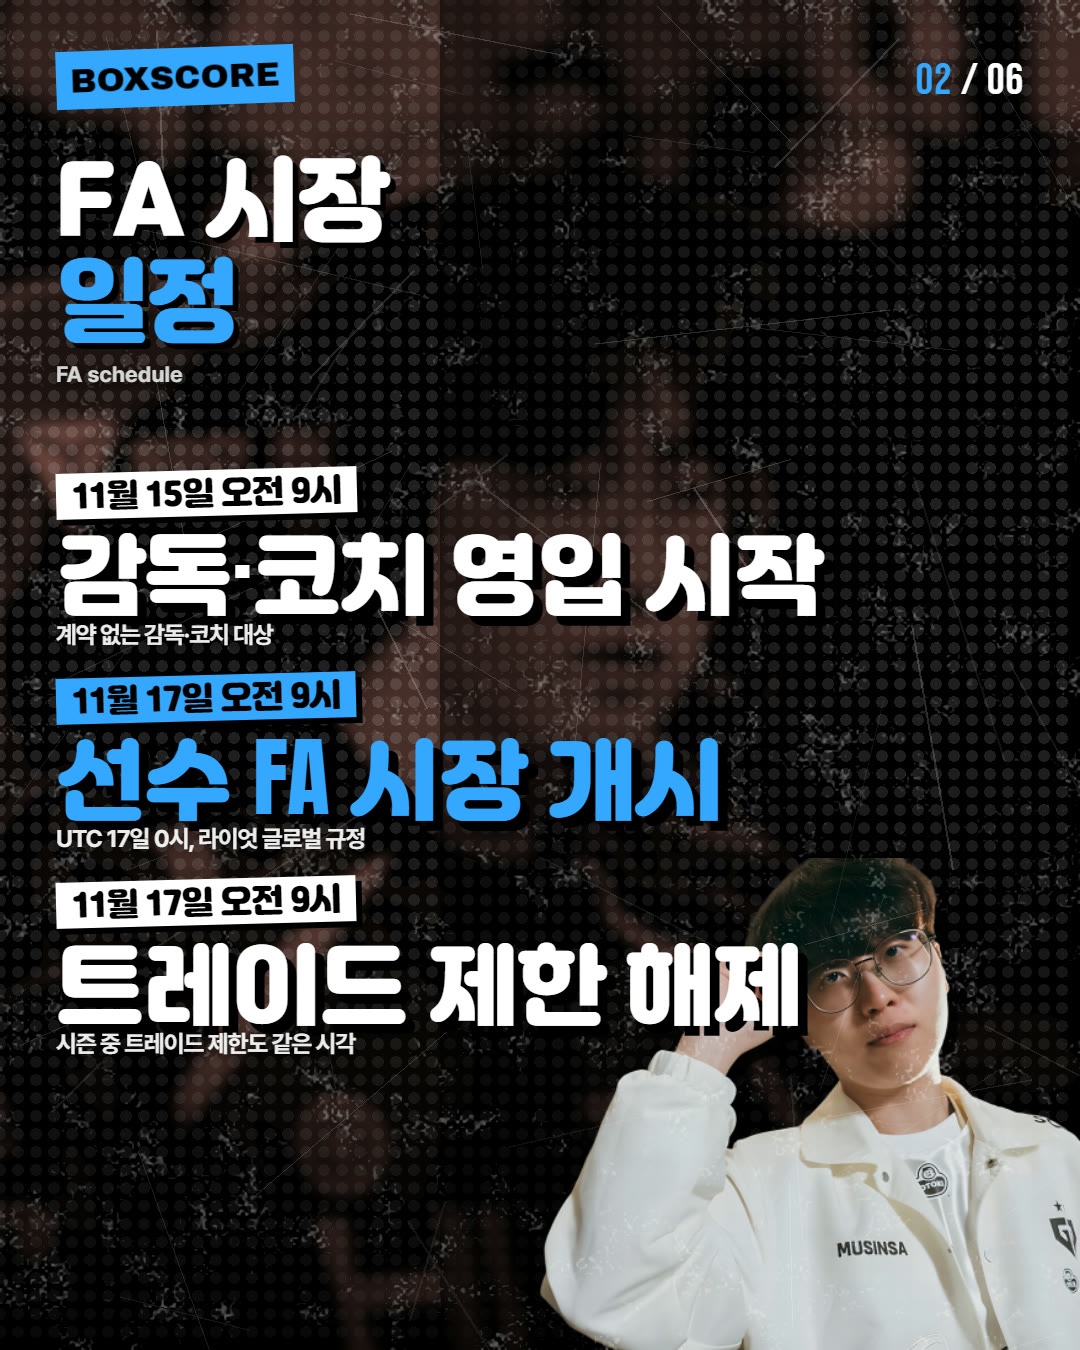 BOXSCORE
02 / 06
FA 시장
일정
FA schedule
11월 15일 오전 9시
감독·코치 영입 시작
계약 없는 감독·코치 대상
11월 17일 오전 9시
선수 FA 시장 개시
UTC 17일 0시, 라이엇 글로벌 규정
11월 17일 오전 9시
트레이드 제한 해제
시즌 중 트레이드 제한도 같은 시각
MUSINSA